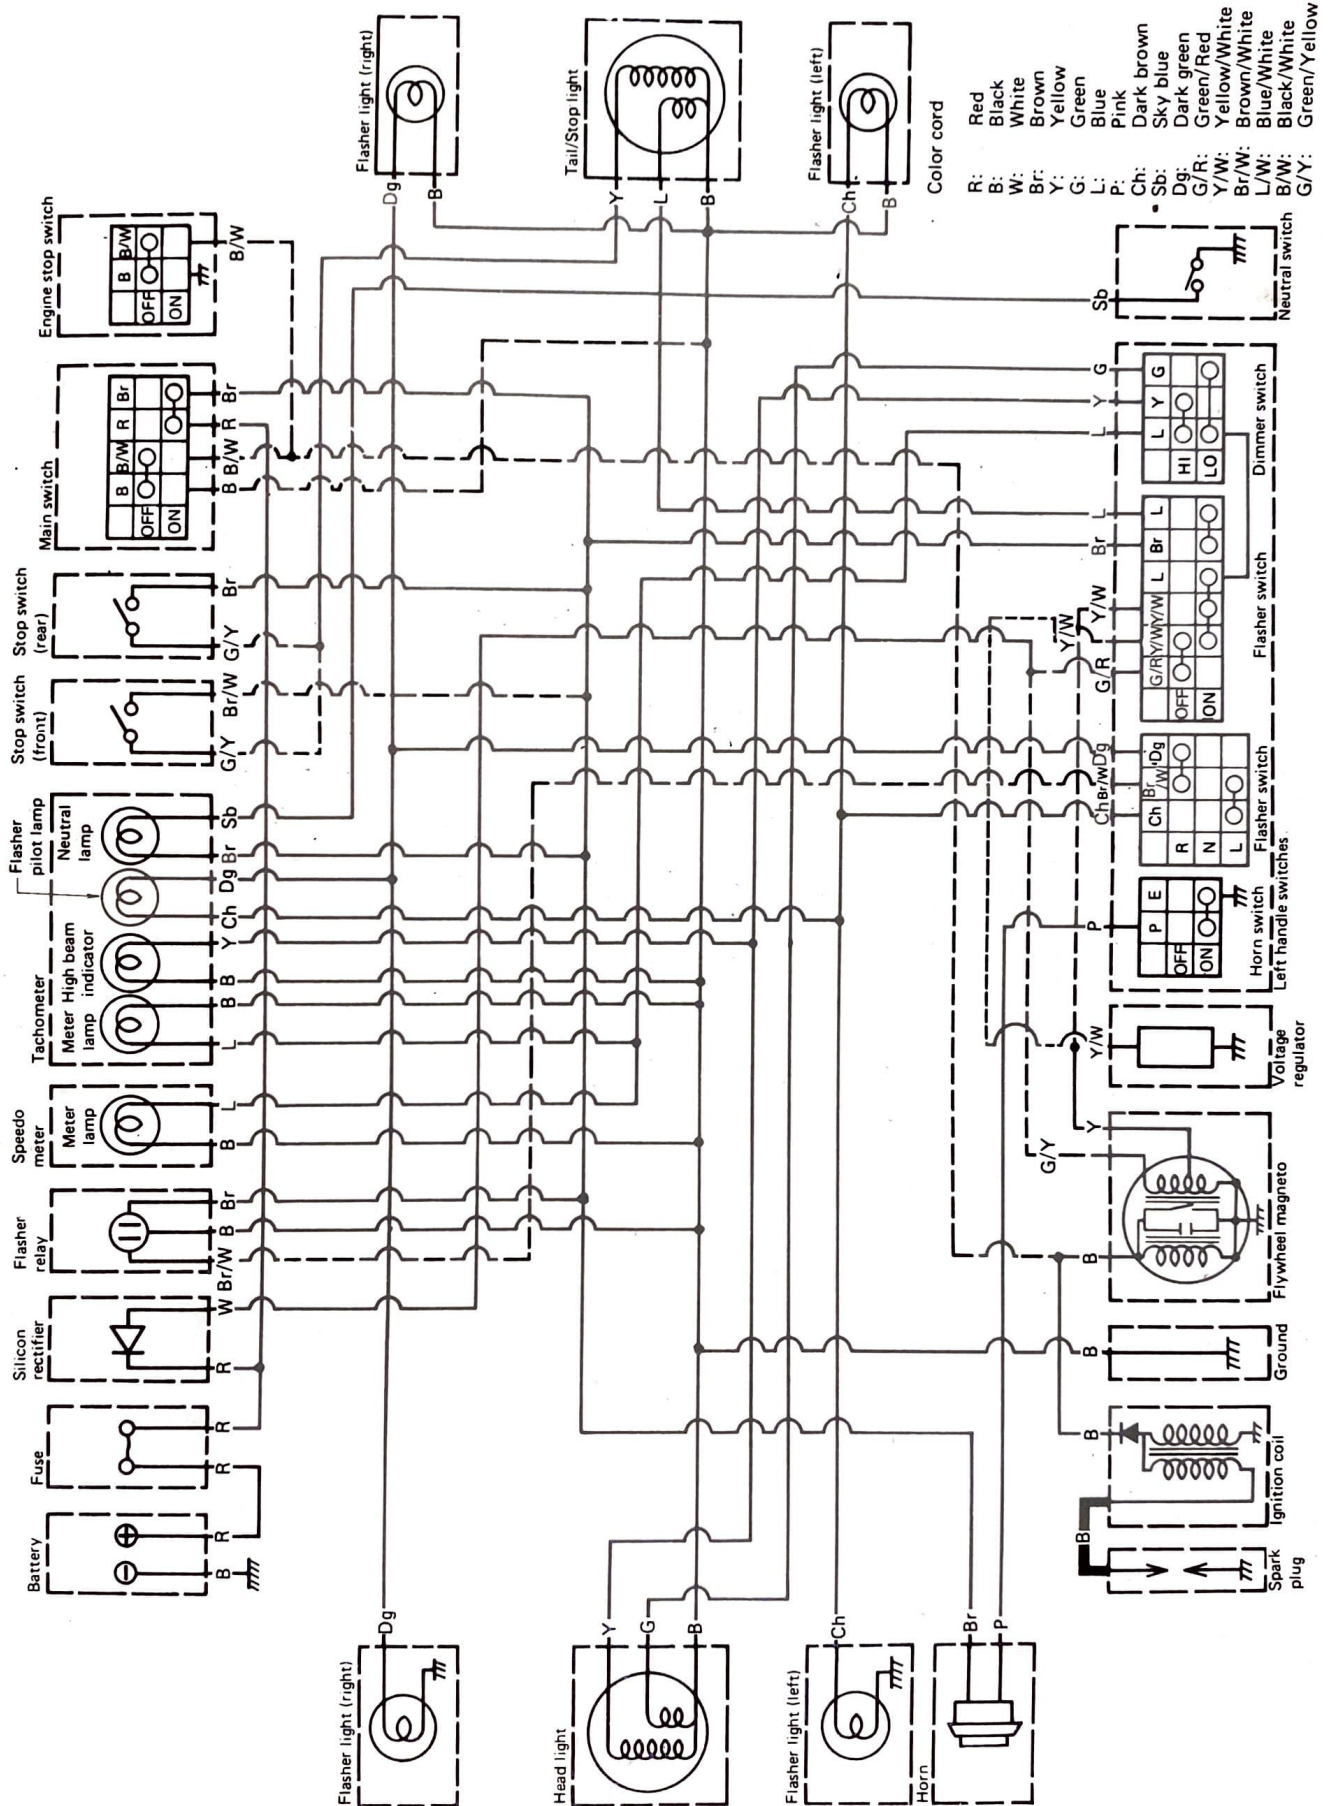 Battery
B
R
Fuse
R
R
Silicon
rectifier
R
W
Flasher
relay
Br/W
B
Br
Speedo
meter
Meter
lamp
B
L
Tachometer
Meter
lamp
High beam
indicator
Flasher
pilot lamp
Neutral
lamp
L
B
B
Y
Ch
Dg
Br
Sb
Stop switch
(front)
G/Y
Br/W
Stop switch
(rear)
G/Y
Br
Main switch
B B/W R Br
OFF
ON
B
B/W
R
Br
Engine stop switch
B B/W
OFF
ON
B/W
Flasher light (right)
Dg
Flasher light (right)
Dg
B
Head light
Y
G
B
Tail/Stop light
Y
L
B
Flasher light (left)
Ch
Flasher light (left)
Ch
B
Horn
Br
P
Color cord
R: Red
B: Black
W: White
Br: Brown
Y: Yellow
G: Green
L: Blue
P: Pink
Ch: Dark brown
Sb: Sky blue
Dg: Dark green
G/R: Green/Red
Y/W: Yellow/White
Br/W: Brown/White
L/W: Blue/White
B/W: Black/White
G/Y: Green/Yellow
B
Spark
plug
B
Ignition coil
B
Ground
B
G/Y
Y
Flywheel magneto
Y/W
Voltage
regulator
P
P E
OFF
ON
Horn switch
Left handle switches
Ch
Br/W
Dg
Ch Br/W Dg
R
N
L
Flasher switch
G/R
Y/W
Y/W
Br
L
G/R Y/W Y/W L Br L
OFF
ON
Flasher switch
L
Y
G
L Y G
HI
LO
Dimmer switch
Sb
Neutral switch